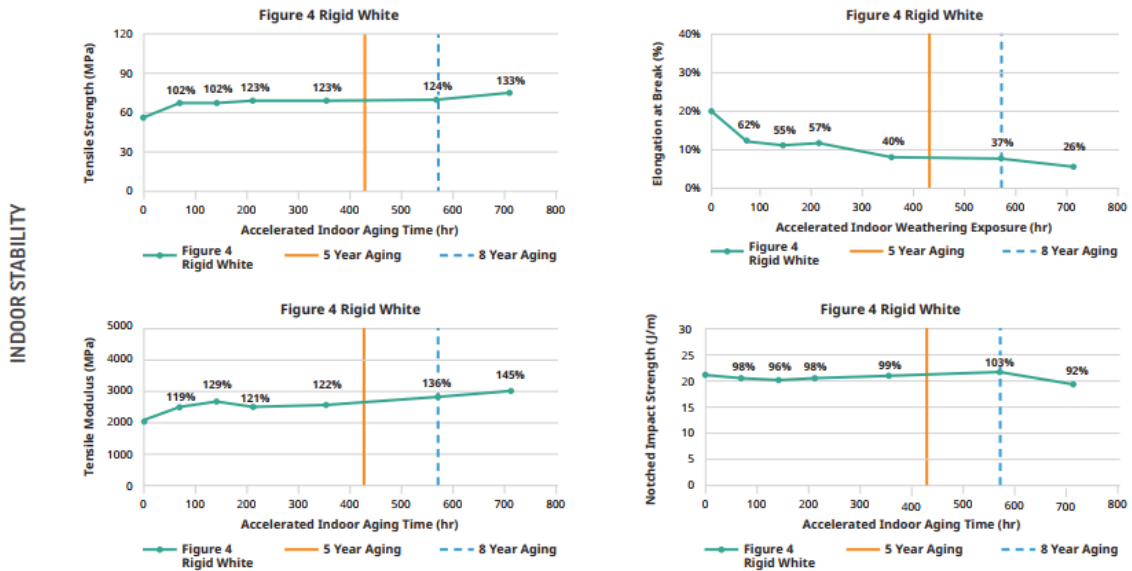 INDOOR STABILITY
Figure 4 Rigid White
Tensile Strength (MPa)
120
90
60
30
0
102% 102% 123% 123% 124% 133%
0 100 200 300 400 500 600 700 800
Accelerated Indoor Aging Time (hr)
Figure 4
Rigid White
5 Year Aging
8 Year Aging
Figure 4 Rigid White
Elongation at Break (%)
40%
30%
20%
10%
0%
62% 55% 57% 40% 37% 26%
0 100 200 300 400 500 600 700 800
Accelerated Indoor Weathering Exposure (hr)
Figure 4
Rigid White
5 Year Aging
8 Year Aging
Figure 4 Rigid White
Tensile Modulus (MPa)
5000
4000
3000
2000
1000
0
119% 129% 121% 122% 136% 145%
0 100 200 300 400 500 600 700 800
Accelerated Indoor Aging Time (hr)
Figure 4
Rigid White
5 Year Aging
8 Year Aging
Figure 4 Rigid White
Notched Impact Strength (J/m)
30
25
20
15
10
5
0
98% 96% 98% 99% 103% 92%
0 100 200 300 400 500 600 700 800
Accelerated Indoor Aging Time (hr)
Figure 4
Rigid White
5 Year Aging
8 Year Aging